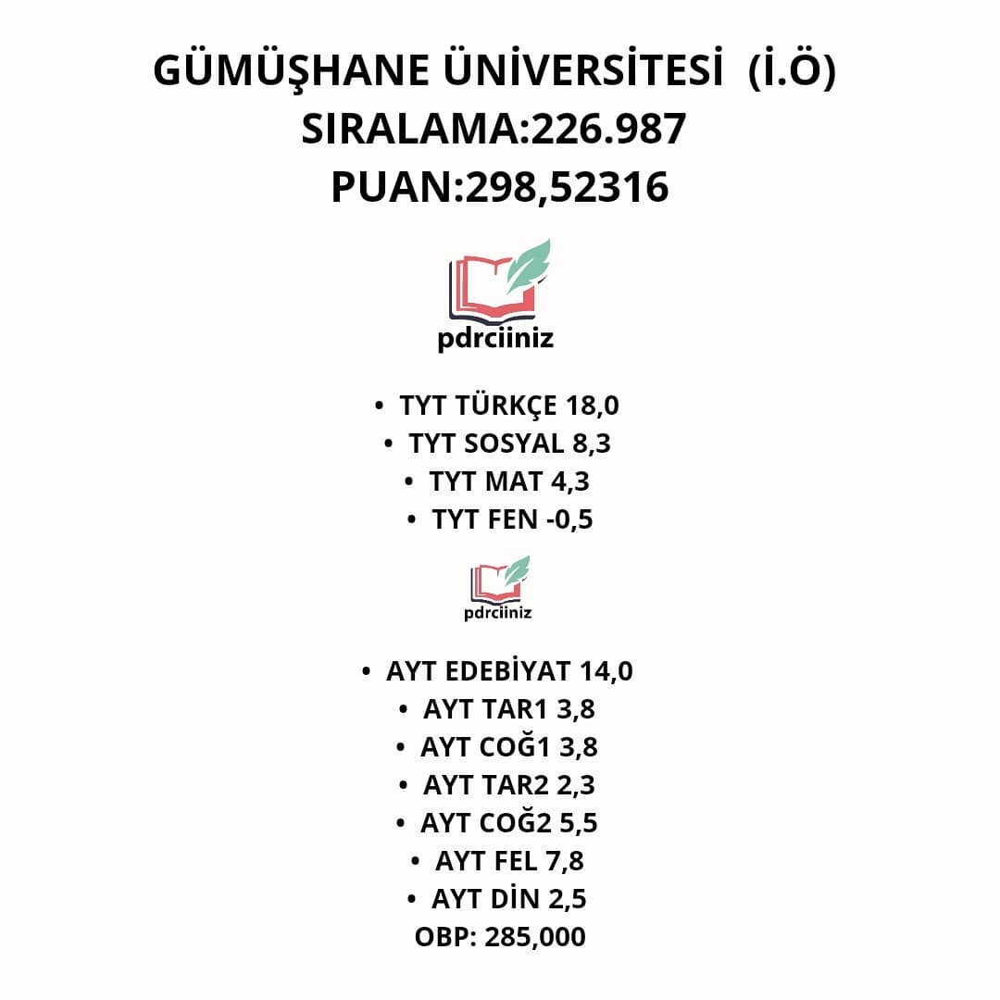 GÜMÜŞHANE ÜNİVERSİTESİ (İ.Ö)
SIRALAMA:226.987
PUAN:298,52316
pdrciiniz
• TYT TÜRKÇE 18,0
• TYT SOSYAL 8,3
• TYT MAT 4,3
• TYT FEN -0,5
pdrciiniz
• AYT EDEBİYAT 14,0
• AYT TAR1 3,8
• AYT COĞ1 3,8
• AYT TAR2 2,3
• AYT COĞ2 5,5
• AYT FEL 7,8
• AYT DİN 2,5
OBP: 285,000